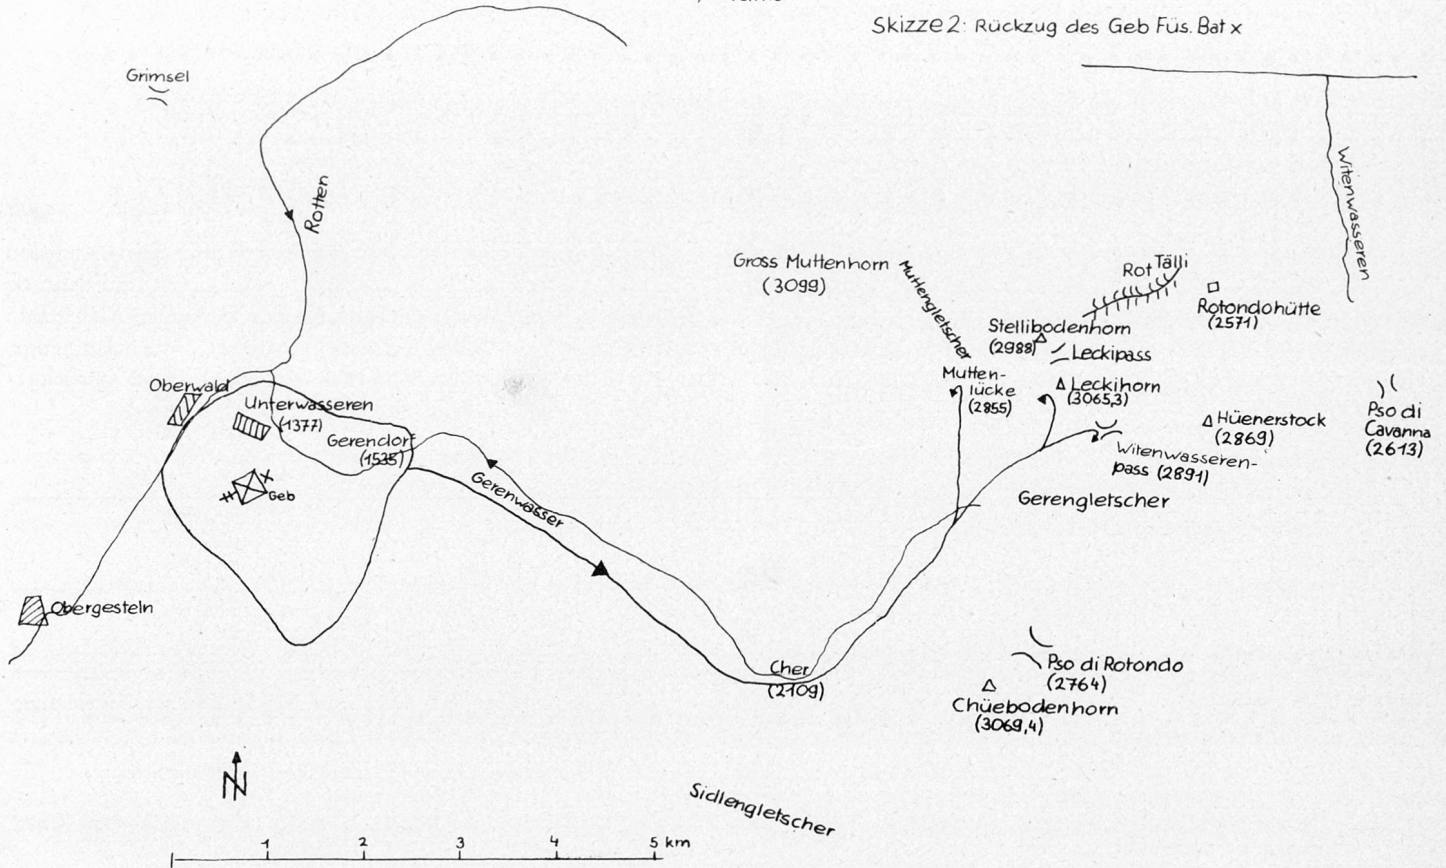 Skizze 2: Rückzug des Geb Füs. Bat x
Grimsel
Rotten
Witenwasseren
Gross Muttenhorn
(3099)
Muttengletscher
Rot Tälli
Rotondohütte
(2571)
Stellibodenhorn
(2988)
Leckipass
Mutten-
lücke
(2855)
Leckihorn
(3065,3)
Oberwald
Unterwasseren
(1377)
Gerendorf
(1535)
Hüenerstock
(2869)
Pso di
Cavanna
(2613)
Witenwasseren-
pass (2891)
Geb
Gerenwasser
Gerengletscher
Obergesteln
Cher
(2109)
Pso di Rotondo
(2764)
Chüebodenhorn
(3069,4)
N
Sidlengletscher
1 2 3 4 5 km